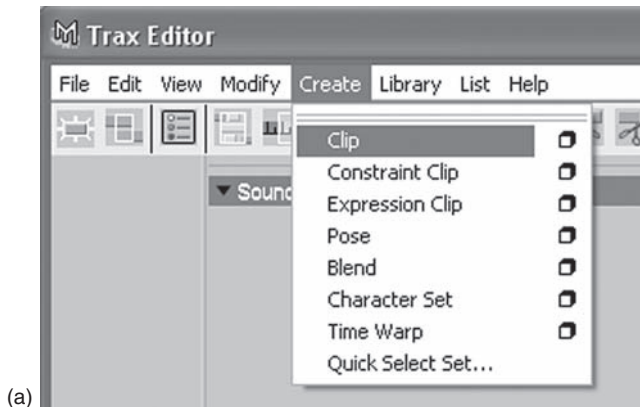 Trax Editor
File Edit View Modify Create Library List Help
Clip
Constraint Clip
Sound
Expression Clip
Pose
Blend
Character Set
Time Warp
Quick Select Set...
(a)